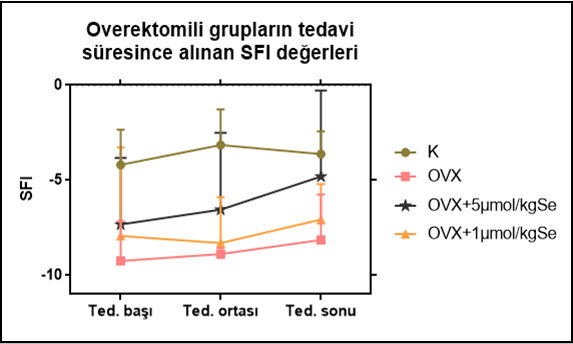 Overektomili grupların tedavi
süresince alınan SFI değerleri
0
-5
-10
SFI
Ted. başı
Ted. ortası
Ted. sonu
K
OVX
OVX+5µmol/kgSe
OVX+1µmol/kgSe